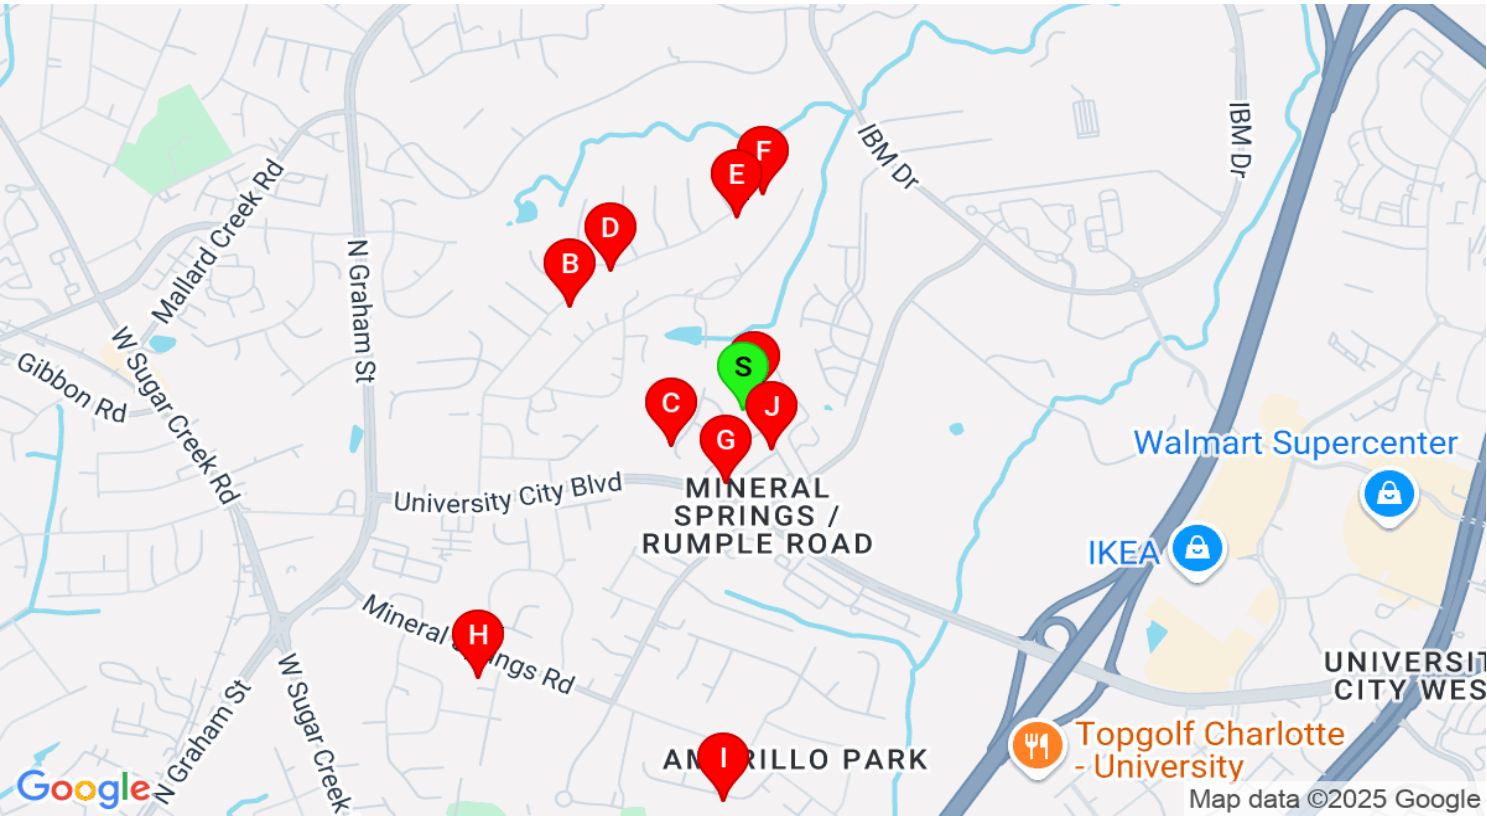 IBM Dr
IBM Dr
F
E
Mallard Creek Rd
D
N Graham St
B
W Sugar Creek Rd
Gibbon Rd
S
C
J
G
Walmart Supercenter
University City Blvd
MINERAL
SPRINGS /
RUMPLE ROAD
IKEA
Mineral
ngs Rd
H
UNIVERSIT
CITY WES
W Sugar Creek
N Graham St
Topgolf Charlotte
- University
AM
RILLO PARK
I
Google
Map data ©2025 Google